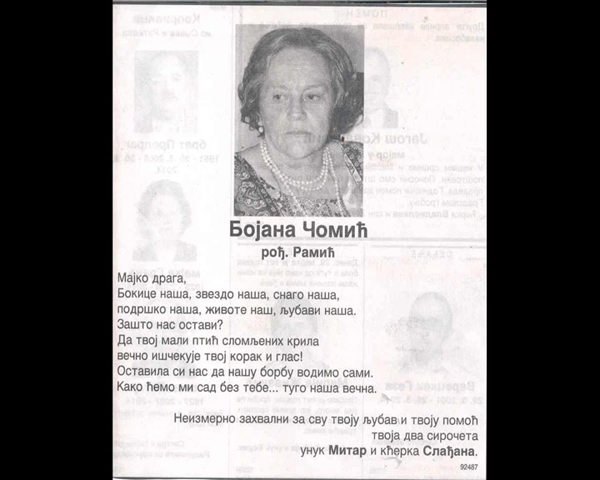 Бојана Чомић
рођ. Рамић
Мајко драга,
Бокице наша, звездо наша, снаго наша,
подршко наша, животе наш, љубави наша.
Зашто нас остави?
Да твој мали птић сломљених крила
вечно ишчекује твој корак и глас!
Оставила си нас да нашу борбу водимо сами.
Како ћемо ми сад без тебе... туго наша вечна.
Неизмерно захвални за сву твоју љубав и твоју помоћ
твоја два сирочета
унук Митар и кћерка Слађана.
92487